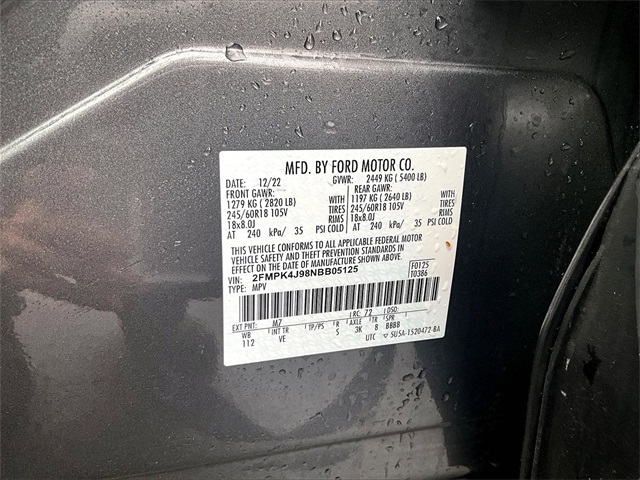 MFD. BY FORD MOTOR CO.
DATE: 12/22 GVWR: 2449 KG ( 5400 LB)
FRONT GAWR: REAR GAWR:
1279 KG ( 2820 LB) WITH 1197 KG ( 2640 LB) WITH
245/60R18 105V TIRES 245/60R18 105V TIRES
18x8.0J RIMS 18x8.0J RIMS
AT 240 kPa/ 35 PSI COLD AT 240 kPa/ 35 PSI COLD
THIS VEHICLE CONFORMS TO ALL APPLICABLE FEDERAL MOTOR
VEHICLE SAFETY AND THEFT PREVENTION STANDARDS IN EFFECT ON THE DATE OF MANUFACTURE SHOWN ABOVE.
VIN: 2FMPK4J98NBB05125 F0125
TYPE: MPV T0386
EXT PNT: M7 RC: 72 DSO:
WB INT TR TP/PS R AXLE TR SPR
112 VE S 3K B BBBB UTC SU5A-1520472-BA